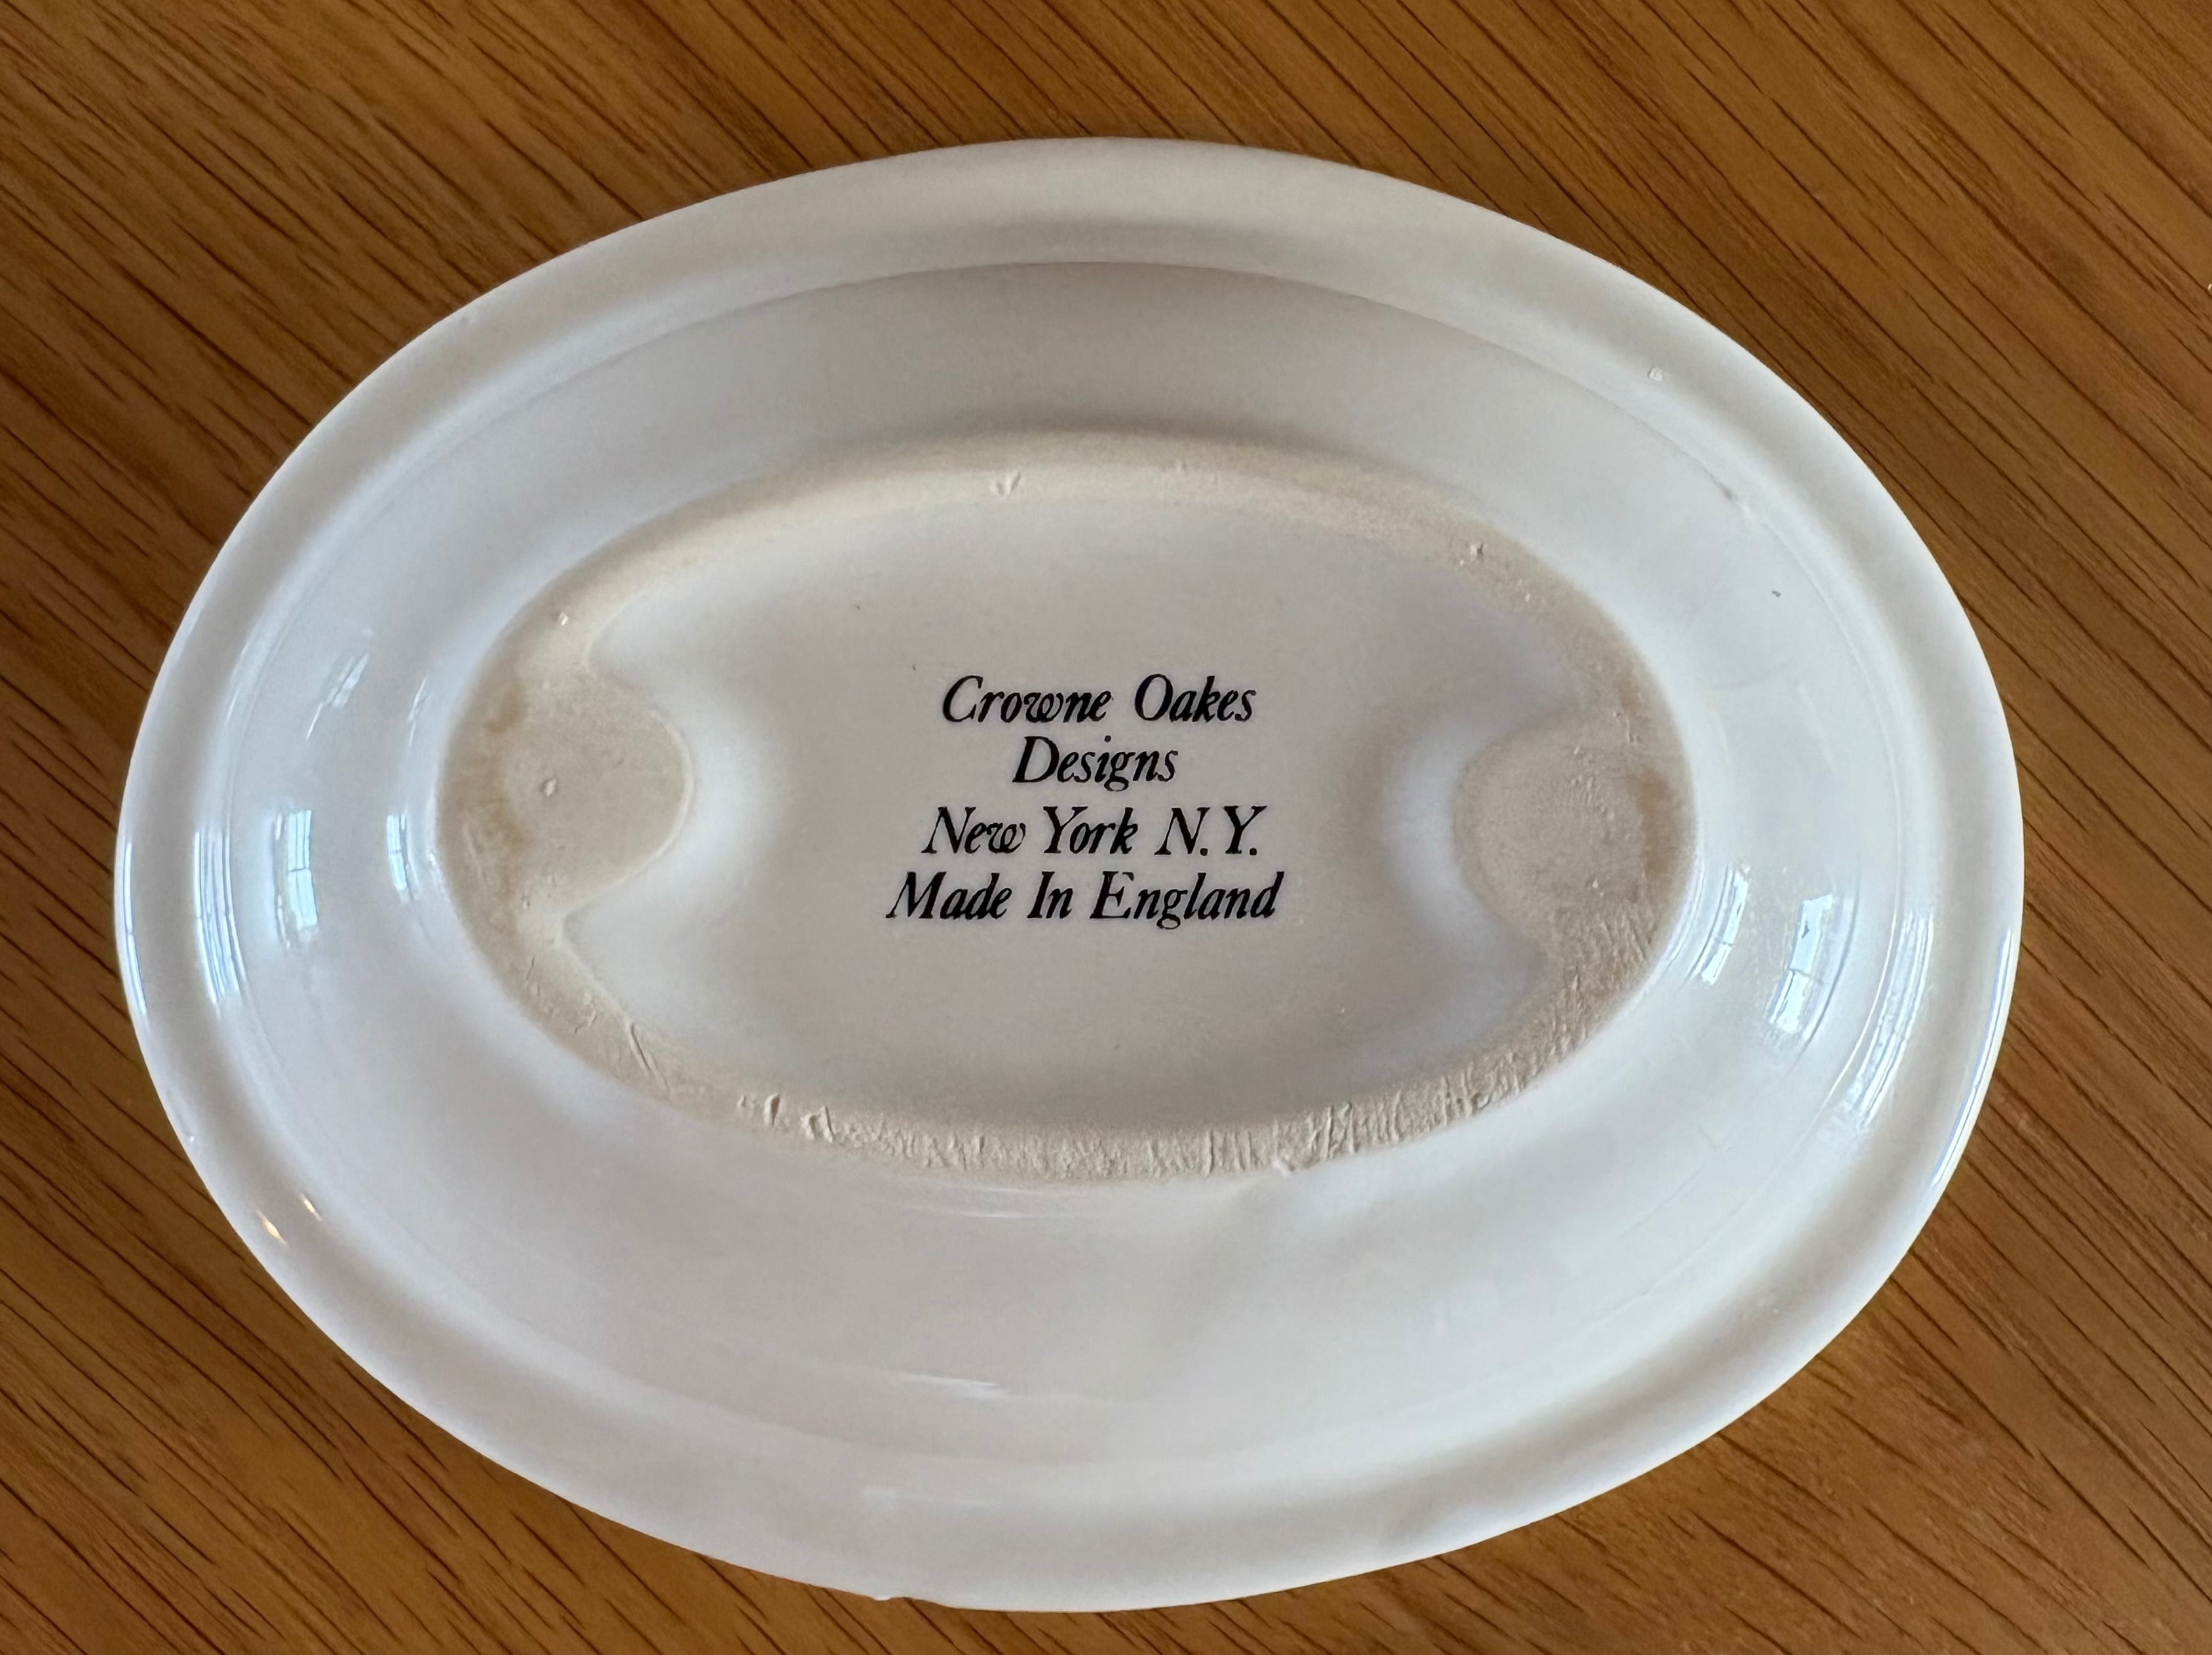 Crowne Oakes
Designs
New York N.Y.
Made In England